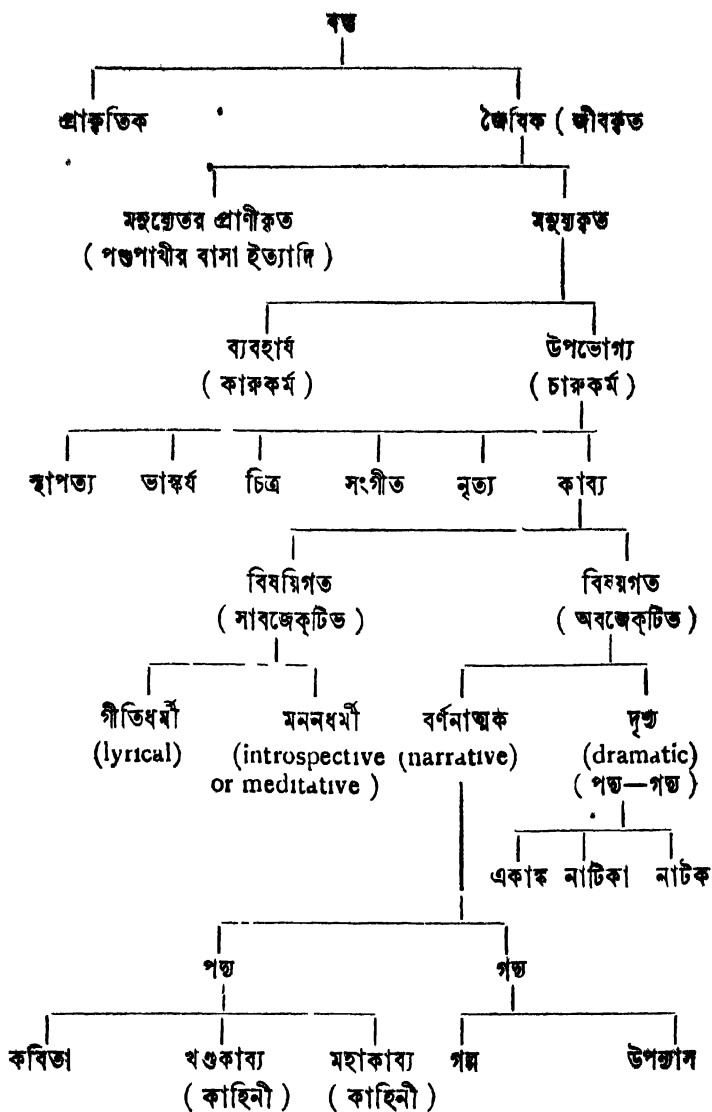 বস্তু
প্রাকৃতিক জৈবিক ( জীবকৃত
মনুষ্যেতর প্রাণীকৃত মনুষ্যকৃত
( পশুপাখীর বাসা ইত্যাদি )
ব্যবহার্য উপভোগ্য
( কারুকর্ম ) ( চারুকর্ম )
স্থাপত্য ভাস্কর্য চিত্র সংগীত নৃত্য কাব্য
বিষয়িগত বিষয়গত
( সাবজেক্‌টিভ ) ( অবজেক্‌টিভ )
গীতিধর্মী মননধর্মী বর্ণনাত্মক দৃশ্য
(lyrical) (introspective (narrative) (dramatic)
or meditative ) ( পদ্য—গদ্য )
একাঙ্ক নাটিকা নাটক
পদ্য গদ্য
কবিতা খণ্ডকাব্য মহাকাব্য গল্প উপন্যাস
( কাহিনী ) ( কাহিনী )